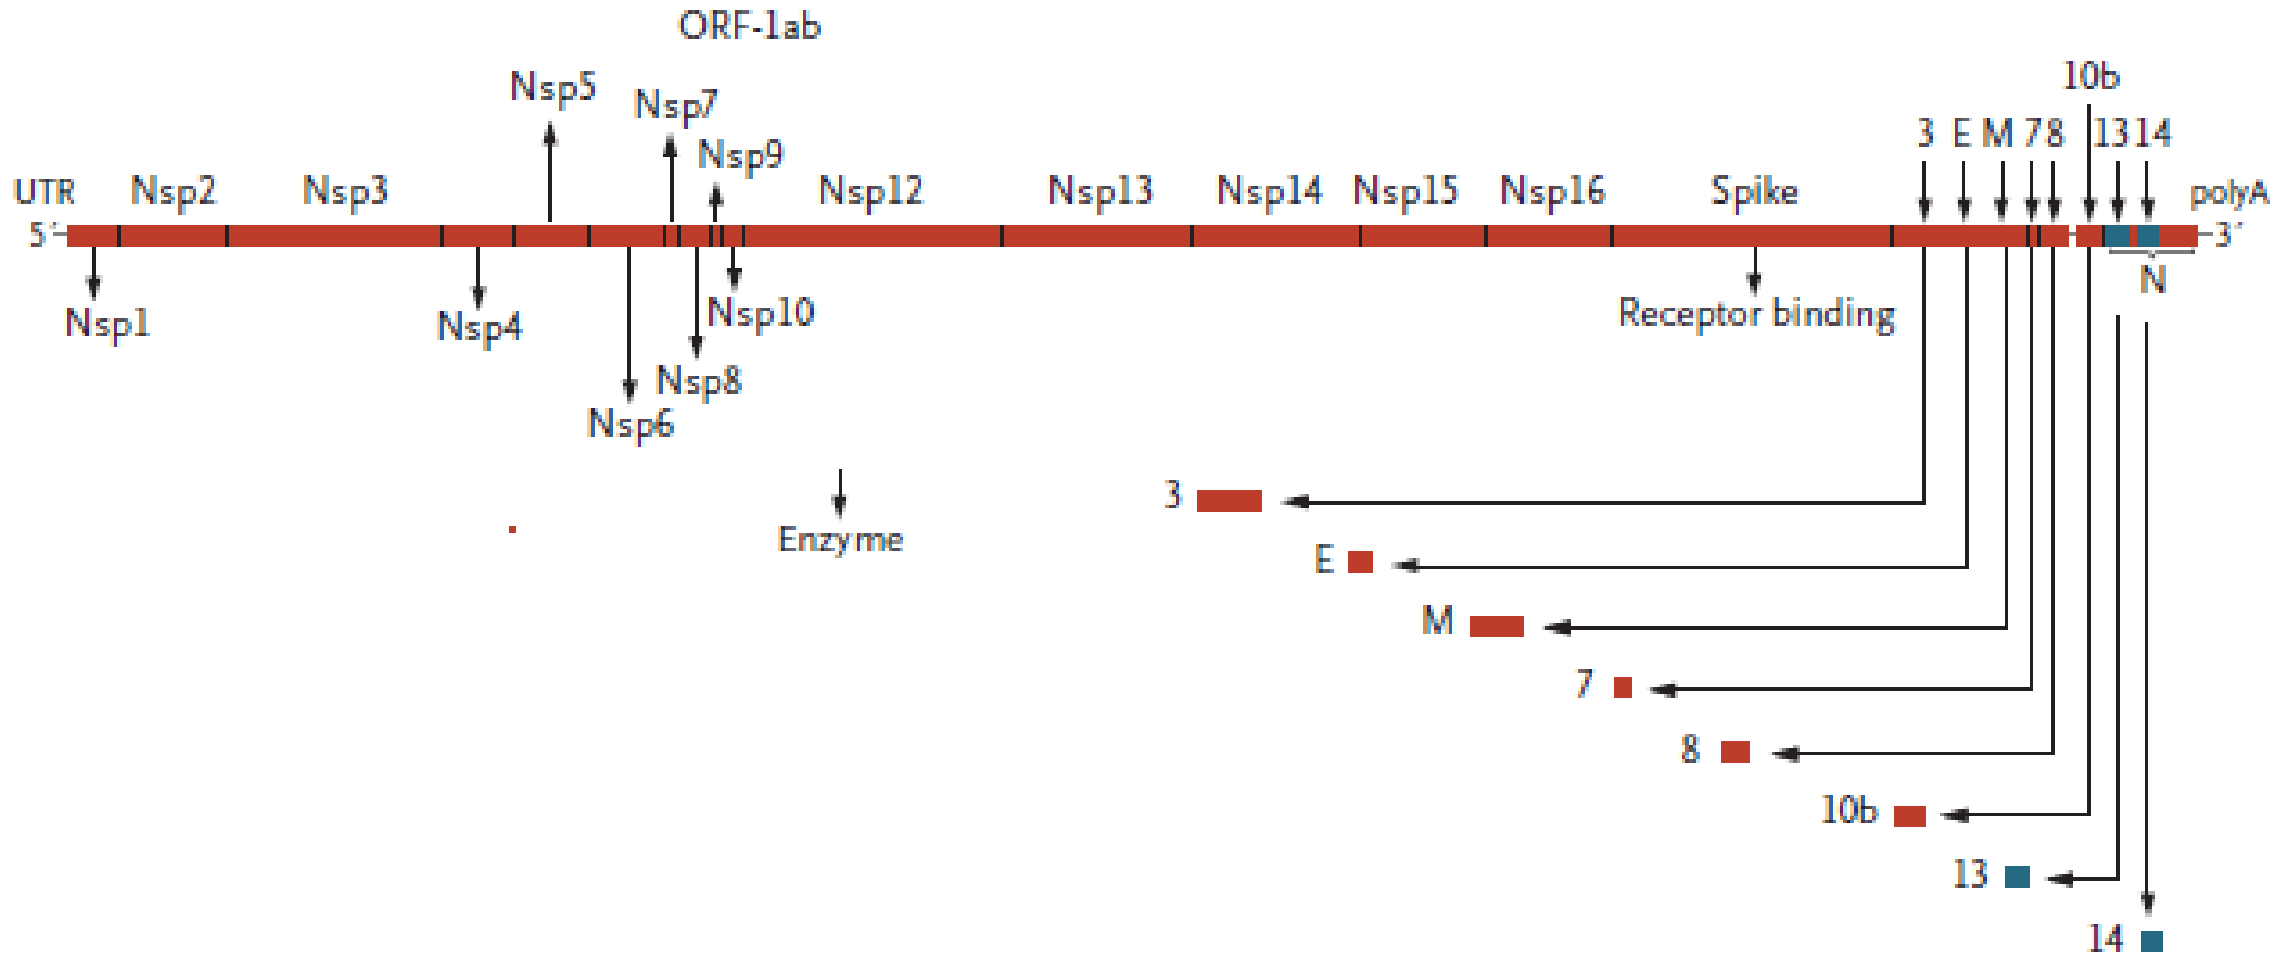 ORF-1ab
Nsp5
Nsp7
10b
Nsp9
3 E M 7 8 13 14
UTR Nsp2 Nsp3 Nsp12 Nsp13 Nsp14 Nsp15 Nsp16 Spike polyA
5´ 3´
N
Nsp1 Nsp4 Nsp10 Receptor binding
Nsp8
Nsp6
3
Enzyme
E
M
7
8
10b
13
14